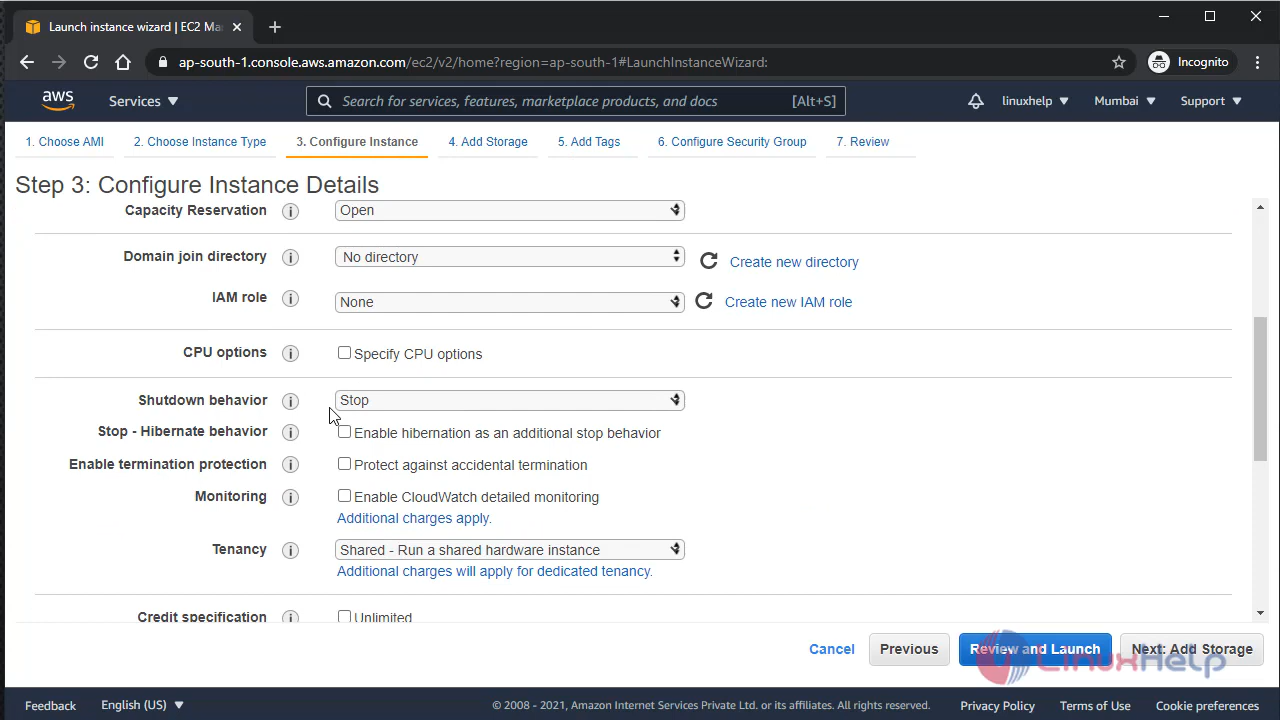 Launch instance wizard | EC2 Ma
ap-south-1.console.aws.amazon.com/ec2/v2/home?region=ap-south-1#LaunchInstanceWizard:
Incognito
aws
Services
Search for services, features, marketplace products, and docs
[Alt+S]
linuxhelp
Mumbai
Support
1. Choose AMI
2. Choose Instance Type
3. Configure Instance
4. Add Storage
5. Add Tags
6. Configure Security Group
7. Review
Step 3: Configure Instance Details
Capacity Reservation
Open
Domain join directory
No directory
Create new directory
IAM role
None
Create new IAM role
CPU options
Specify CPU options
Shutdown behavior
Stop
Stop - Hibernate behavior
Enable hibernation as an additional stop behavior
Enable termination protection
Protect against accidental termination
Monitoring
Enable CloudWatch detailed monitoring
Additional charges apply.
Tenancy
Shared - Run a shared hardware instance
Additional charges will apply for dedicated tenancy.
Credit specification
Unlimited
Cancel
Previous
Review and Launch
Next: Add Storage
LinuxHelp
Feedback
English (US)
© 2008 - 2021, Amazon Internet Services Private Ltd. or its affiliates. All rights reserved.
Privacy Policy
Terms of Use
Cookie preferences